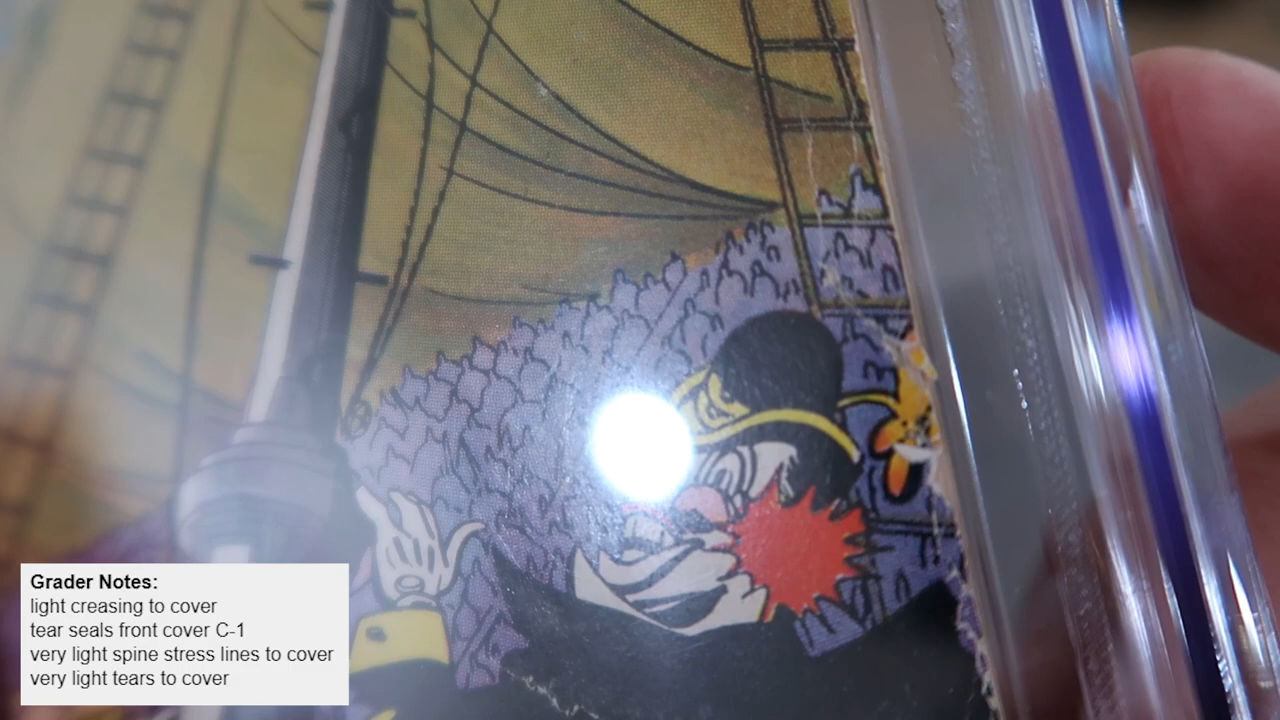 Grader Notes:
light creasing to cover
tear seals front cover C-1
very light spine stress lines to cover
very light tears to cover